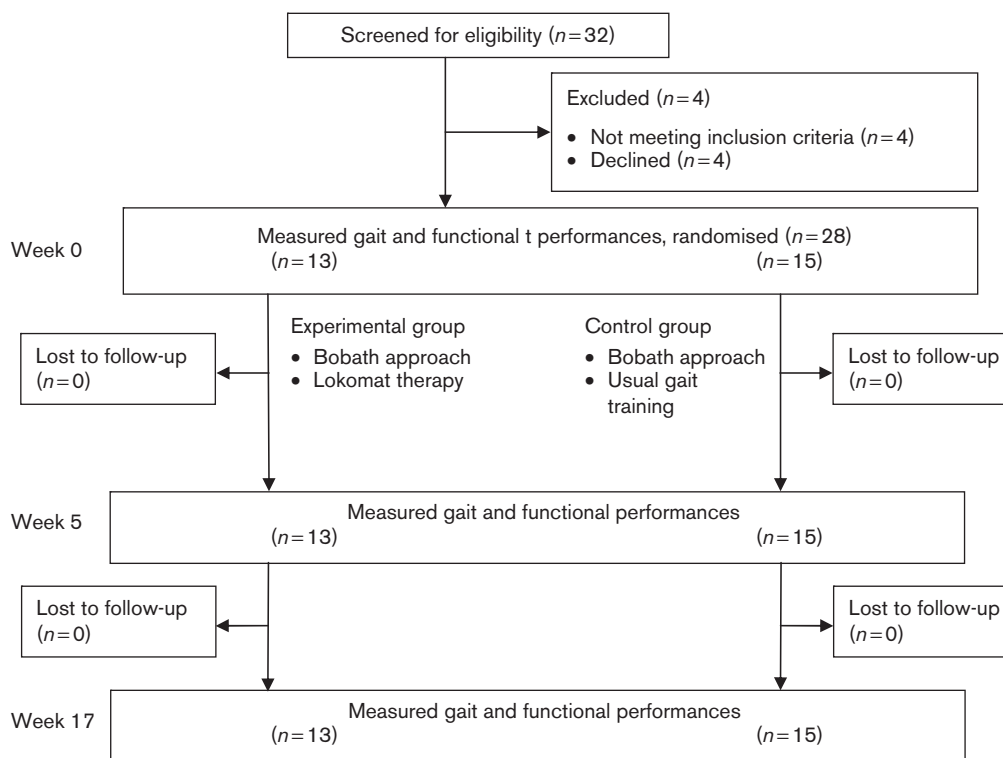 Screened for eligibility (n=32)
Excluded (n=4)
• Not meeting inclusion criteria (n=4)
• Declined (n=4)
Week 0
Measured gait and functional t performances, randomised (n=28)
(n=13) (n=15)
Experimental group
• Bobath approach
• Lokomat therapy
Control group
• Bobath approach
• Usual gait
training
Lost to follow-up
(n=0)
Lost to follow-up
(n=0)
Week 5
Measured gait and functional performances
(n=13) (n=15)
Lost to follow-up
(n=0)
Lost to follow-up
(n=0)
Week 17
Measured gait and functional performances
(n=13) (n=15)